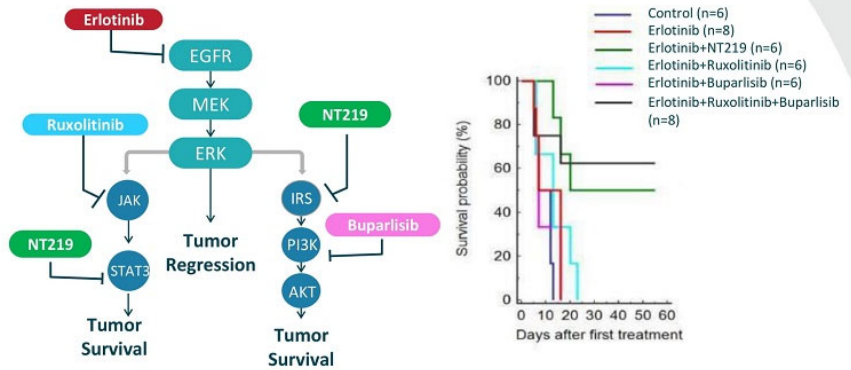 Erlotinib
EGFR
MEK
NT219
Ruxolitinib
ERK
JAK
IRS
Buparlisib
NT219
Tumor
Regression
PI3K
STAT3
AKT
Tumor
Survival
Tumor
Survival
Control (n=6)
Erlotinib (n=8)
Erlotinib+NT219 (n=6)
Erlotinib+Ruxolitinib (n=6)
Erlotinib+Buparlisib (n=6)
Erlotinib+Ruxolitinib+Buparlisib
(n=8)
Survival probability (%)
100
80
60
40
20
0
0 10 20 30 40 50 60
Days after first treatment